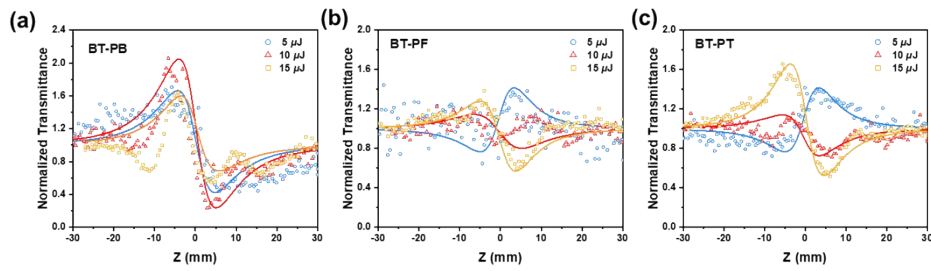 (a)
BT-PB
5 μJ
10 μJ
15 μJ
Normalized Transmittance
2.4
2.0
1.6
1.2
0.8
0.4
0.0
-30 -20 -10 0 10 20 30
Z (mm)
(b)
BT-PF
5 μJ
10 μJ
15 μJ
Normalized Transmittance
2.0
1.6
1.2
0.8
0.4
0.0
-30 -20 -10 0 10 20 30
Z (mm)
(c)
BT-PT
5 μJ
10 μJ
15 μJ
Normalized Transmittance
2.0
1.6
1.2
0.8
0.4
0.0
-30 -20 -10 0 10 20 30
Z (mm)